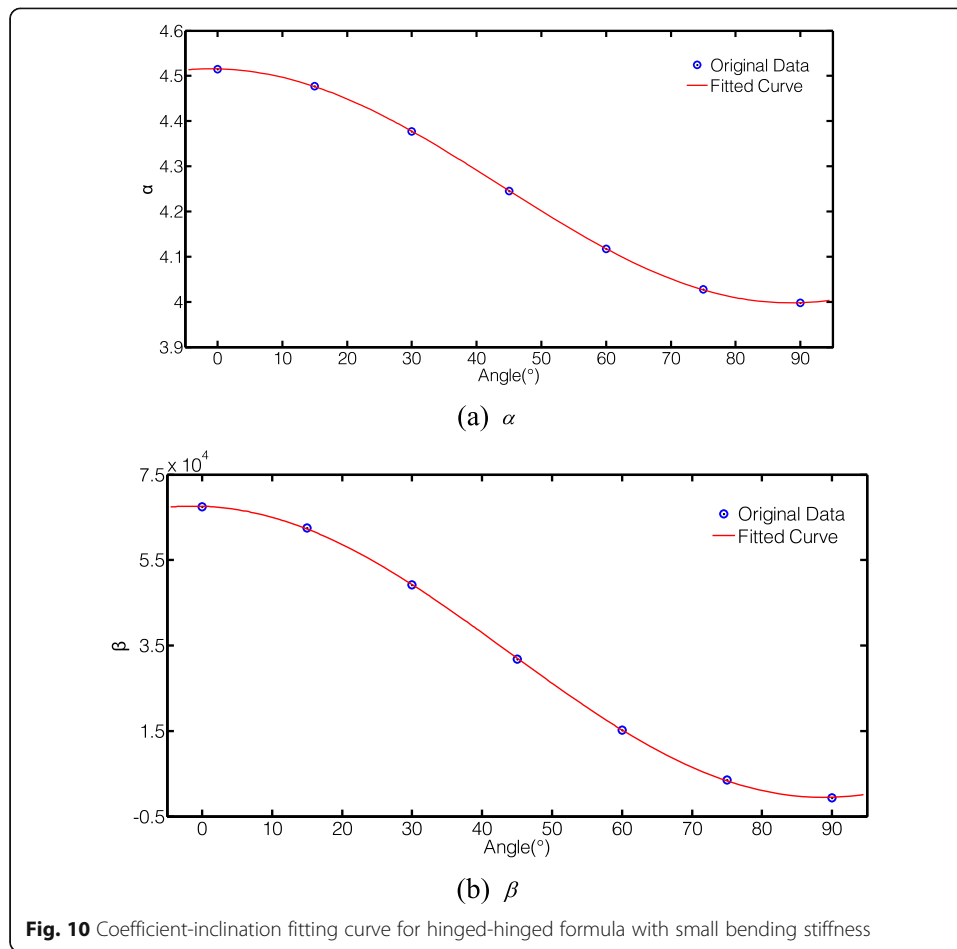 4.6
4.5
4.4
4.3
4.2
4.1
4
3.9
α
Original Data
Fitted Curve
0 10 20 30 40 50 60 70 80 90
Angle(°)
(a) α
x 10⁴
7.5
5.5
3.5
1.5
-0.5
β
Original Data
Fitted Curve
0 10 20 30 40 50 60 70 80 90
Angle(°)
(b) β
Fig. 10 Coefficient-inclination fitting curve for hinged-hinged formula with small bending stiffness